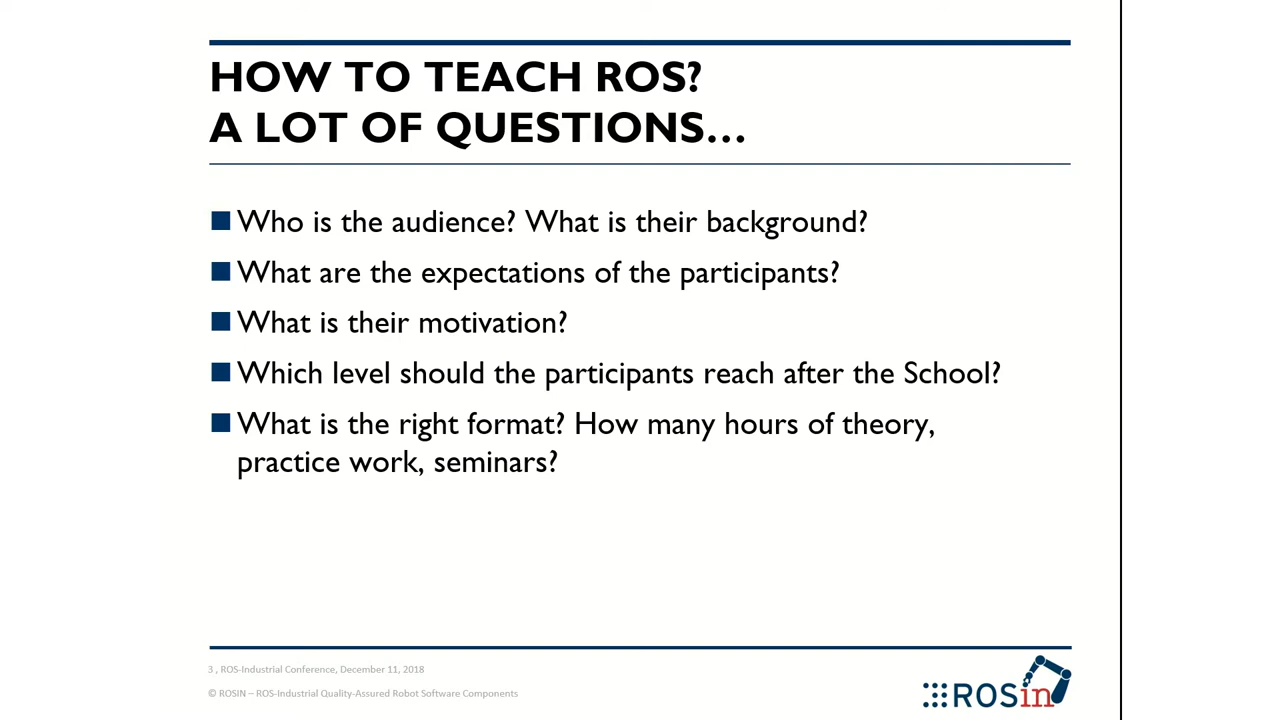 HOW TO TEACH ROS?
A LOT OF QUESTIONS...
Who is the audience? What is their background?
What are the expectations of the participants?
What is their motivation?
Which level should the participants reach after the School?
What is the right format? How many hours of theory,
practice work, seminars?
3 , ROS-Industrial Conference, December 11, 2018
© ROSIN – ROS-Industrial Quality-Assured Robot Software Components
ROSin